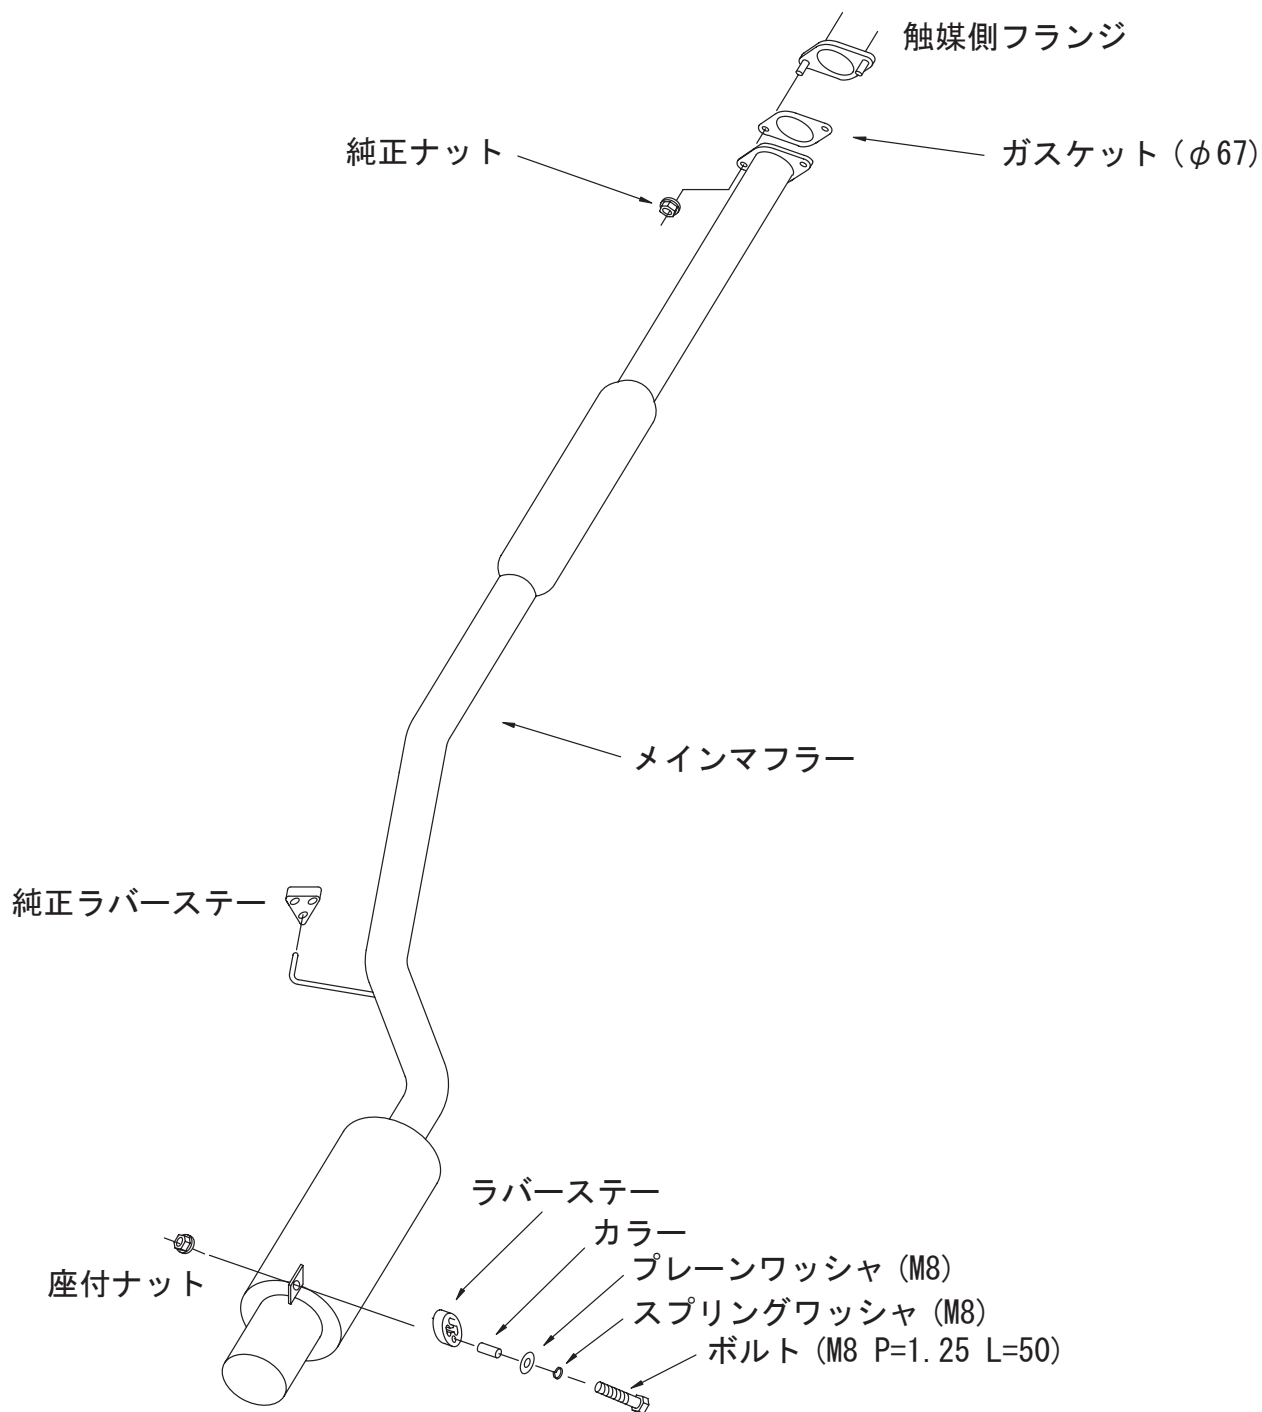 触媒側フランジ
純正ナット
ガスケット (φ67)
メインマフラー
純正ラバーステー
ラバーステー
カラー
プレーンワッシャ (M8)
座付ナット
スプリングワッシャ (M8)
ボルト (M8 P=1.25 L=50)